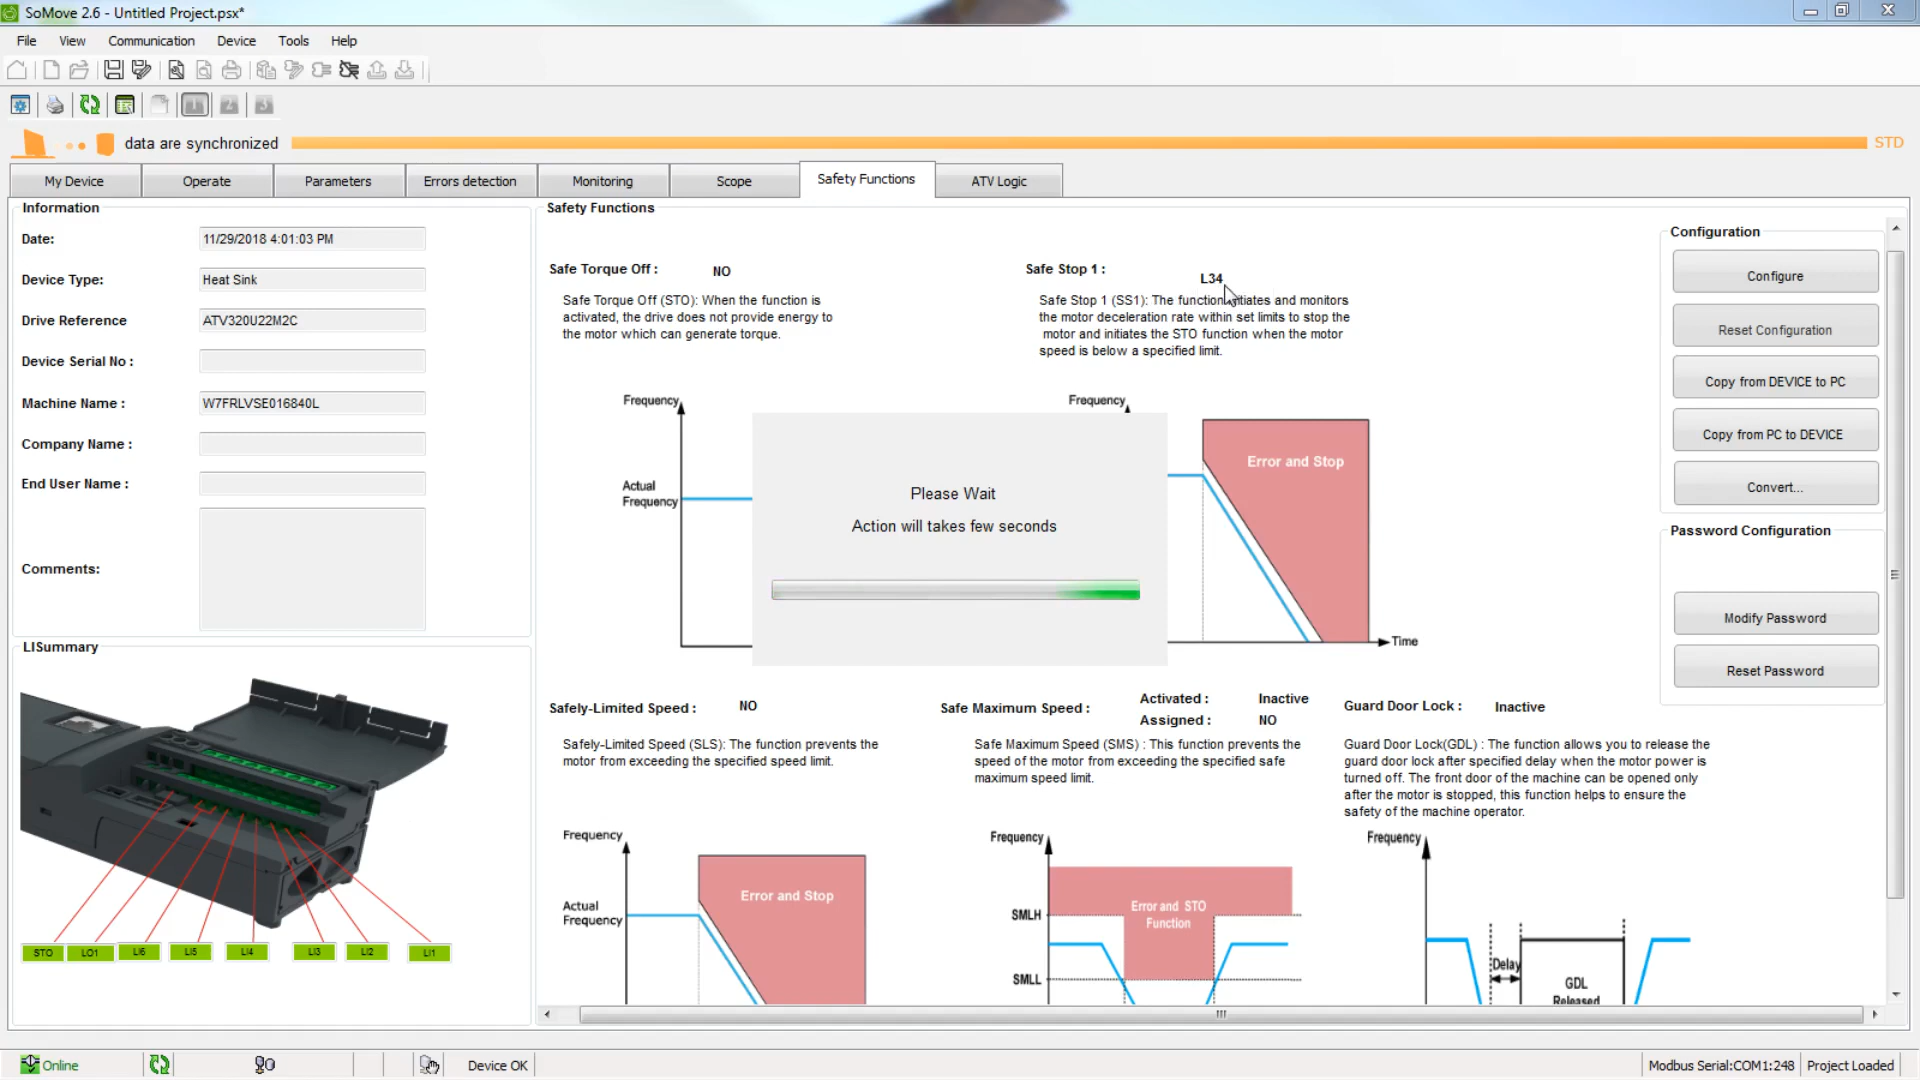 SoMove 2.6 - Untitled Project.psx*
File View Communication Device Tools Help
1 2 3
data are synchronized
STD
My Device Operate Parameters Errors detection Monitoring Scope Safety Functions ATV Logic
Information
Date: 11/29/2018 4:01:03 PM
Device Type: Heat Sink
Drive Reference ATV320U22M2C
Device Serial No :
Machine Name : W7FRLVSE016840L
Company Name :
End User Name :
Comments:
LISummary
STO LO1 LI6 LI5 LI4 LI3 LI2 LI1
Safety Functions
Safe Torque Off : NO
Safe Torque Off (STO): When the function is
activated, the drive does not provide energy to
the motor which can generate torque.
Frequency
Actual
Frequency
Safe Stop 1 :
L34
Safe Stop 1 (SS1): The function initiates and monitors
the motor deceleration rate within set limits to stop the
motor and initiates the STO function when the motor
speed is below a specified limit.
Frequency
Error and Stop
Time
Please Wait
Action will takes few seconds
Safely-Limited Speed : NO
Safely-Limited Speed (SLS): The function prevents the
motor from exceeding the specified speed limit.
Frequency
Actual
Frequency
Error and Stop
Safe Maximum Speed :
Activated : Inactive
Assigned : NO
Safe Maximum Speed (SMS) : This function prevents the
speed of the motor from exceeding the specified safe
maximum speed limit.
Frequency
SMLH
SMLL
Error and STO
Function
Guard Door Lock : Inactive
Guard Door Lock(GDL) : The function allows you to release the
guard door lock after specified delay when the motor power is
turned off. The front door of the machine can be opened only
after the motor is stopped, this function helps to ensure the
safety of the machine operator.
Frequency
Delay
GDL
Released
Configuration
Configure
Reset Configuration
Copy from DEVICE to PC
Copy from PC to DEVICE
Convert...
Password Configuration
Modify Password
Reset Password
Online
Device OK
Modbus Serial:COM1:248
Project Loaded